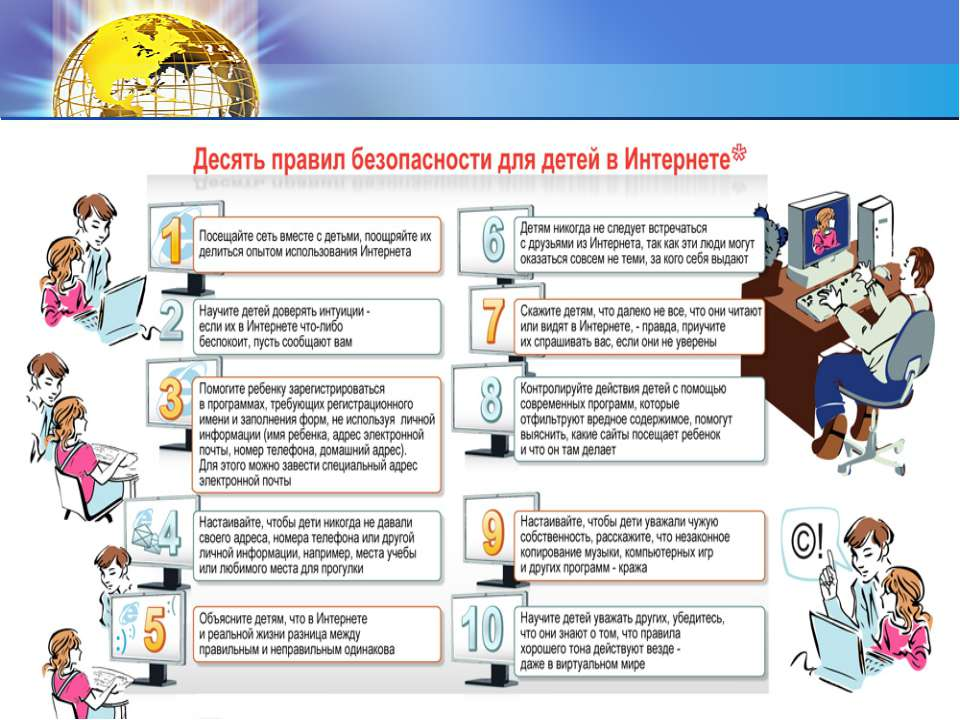 Десять правил безопасности для детей в Интернете*
1
Посещайте сеть вместе с детьми, поощряйте их
делиться опытом использования Интернета
2
Научите детей доверять интуиции -
если их в Интернете что-либо
беспокоит, пусть сообщают вам
3
Помогите ребенку зарегистрироваться
в программах, требующих регистрационного
имени и заполнения форм, не используя личной
информации (имя ребенка, адрес электронной
почты, номер телефона, домашний адрес).
Для этого можно завести специальный адрес
электронной почты
4
Настаивайте, чтобы дети никогда не давали
своего адреса, номера телефона или другой
личной информации, например, места учебы
или любимого места для прогулки
5
Объясните детям, что в Интернете
и реальной жизни разница между
правильным и неправильным одинакова
6
Детям никогда не следует встречаться
с друзьями из Интернета, так как эти люди могут
оказаться совсем не теми, за кого себя выдают
7
Скажите детям, что далеко не все, что они читают
или видят в Интернете, - правда, приучите
их спрашивать вас, если они не уверены
8
Контролируйте действия детей с помощью
современных программ, которые
отфильтруют вредное содержимое, помогут
выяснить, какие сайты посещает ребенок
и что он там делает
9
Настаивайте, чтобы дети уважали чужую
собственность, расскажите, что незаконное
копирование музыки, компьютерных игр
и других программ - кража
©!
10
Научите детей уважать других, убедитесь,
что они знают о том, что правила
хорошего тона действуют везде -
даже в виртуальном мире